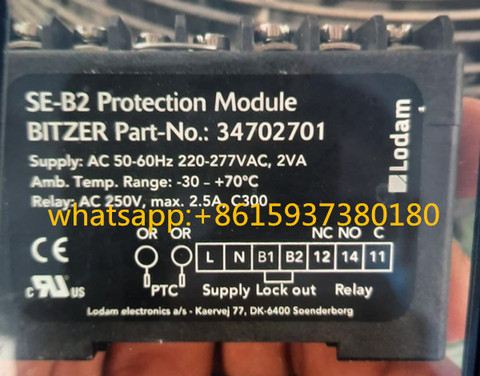 SE-B2 Protection Module
BITZER Part-No.: 34702701
Supply: AC 50-60Hz 220-277VAC, 2VA
Amb. Temp. Range: -30 – +70°C
Relay: AC 250V, max. 2.5A, C300
Lodam
whatsapp:+8615937380180
OR OR
NC NO C
L N B1 B2 12 14 11
PTC Supply Lock out Relay
CE
c RU US
Lodam electronics a/s - Kaervej 77, DK-6400 Soenderborg